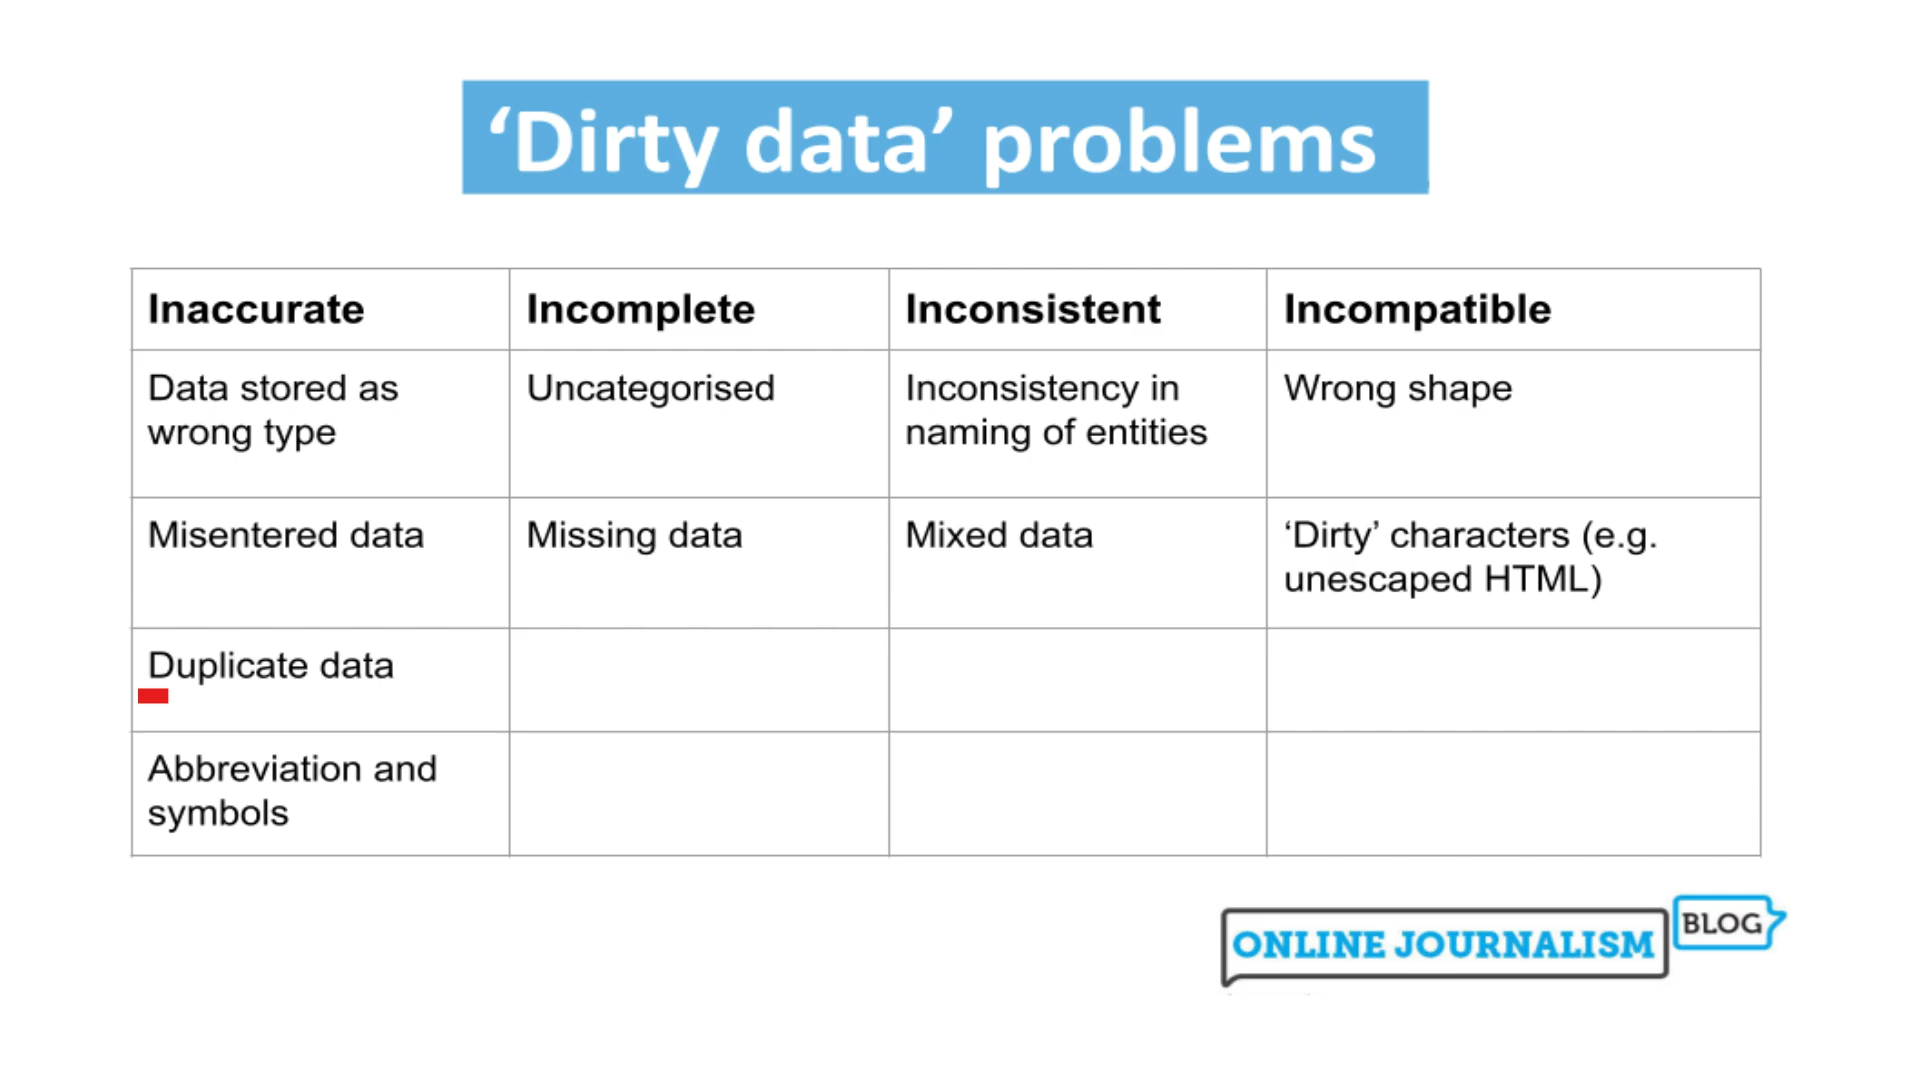 ‘Dirty data’ problems
Inaccurate
Incomplete
Inconsistent
Incompatible
Data stored as
wrong type
Uncategorised
Inconsistency in
naming of entities
Wrong shape
Misentered data
Missing data
Mixed data
‘Dirty’ characters (e.g.
unescaped HTML)
Duplicate data
Abbreviation and
symbols
ONLINE JOURNALISM
BLOG